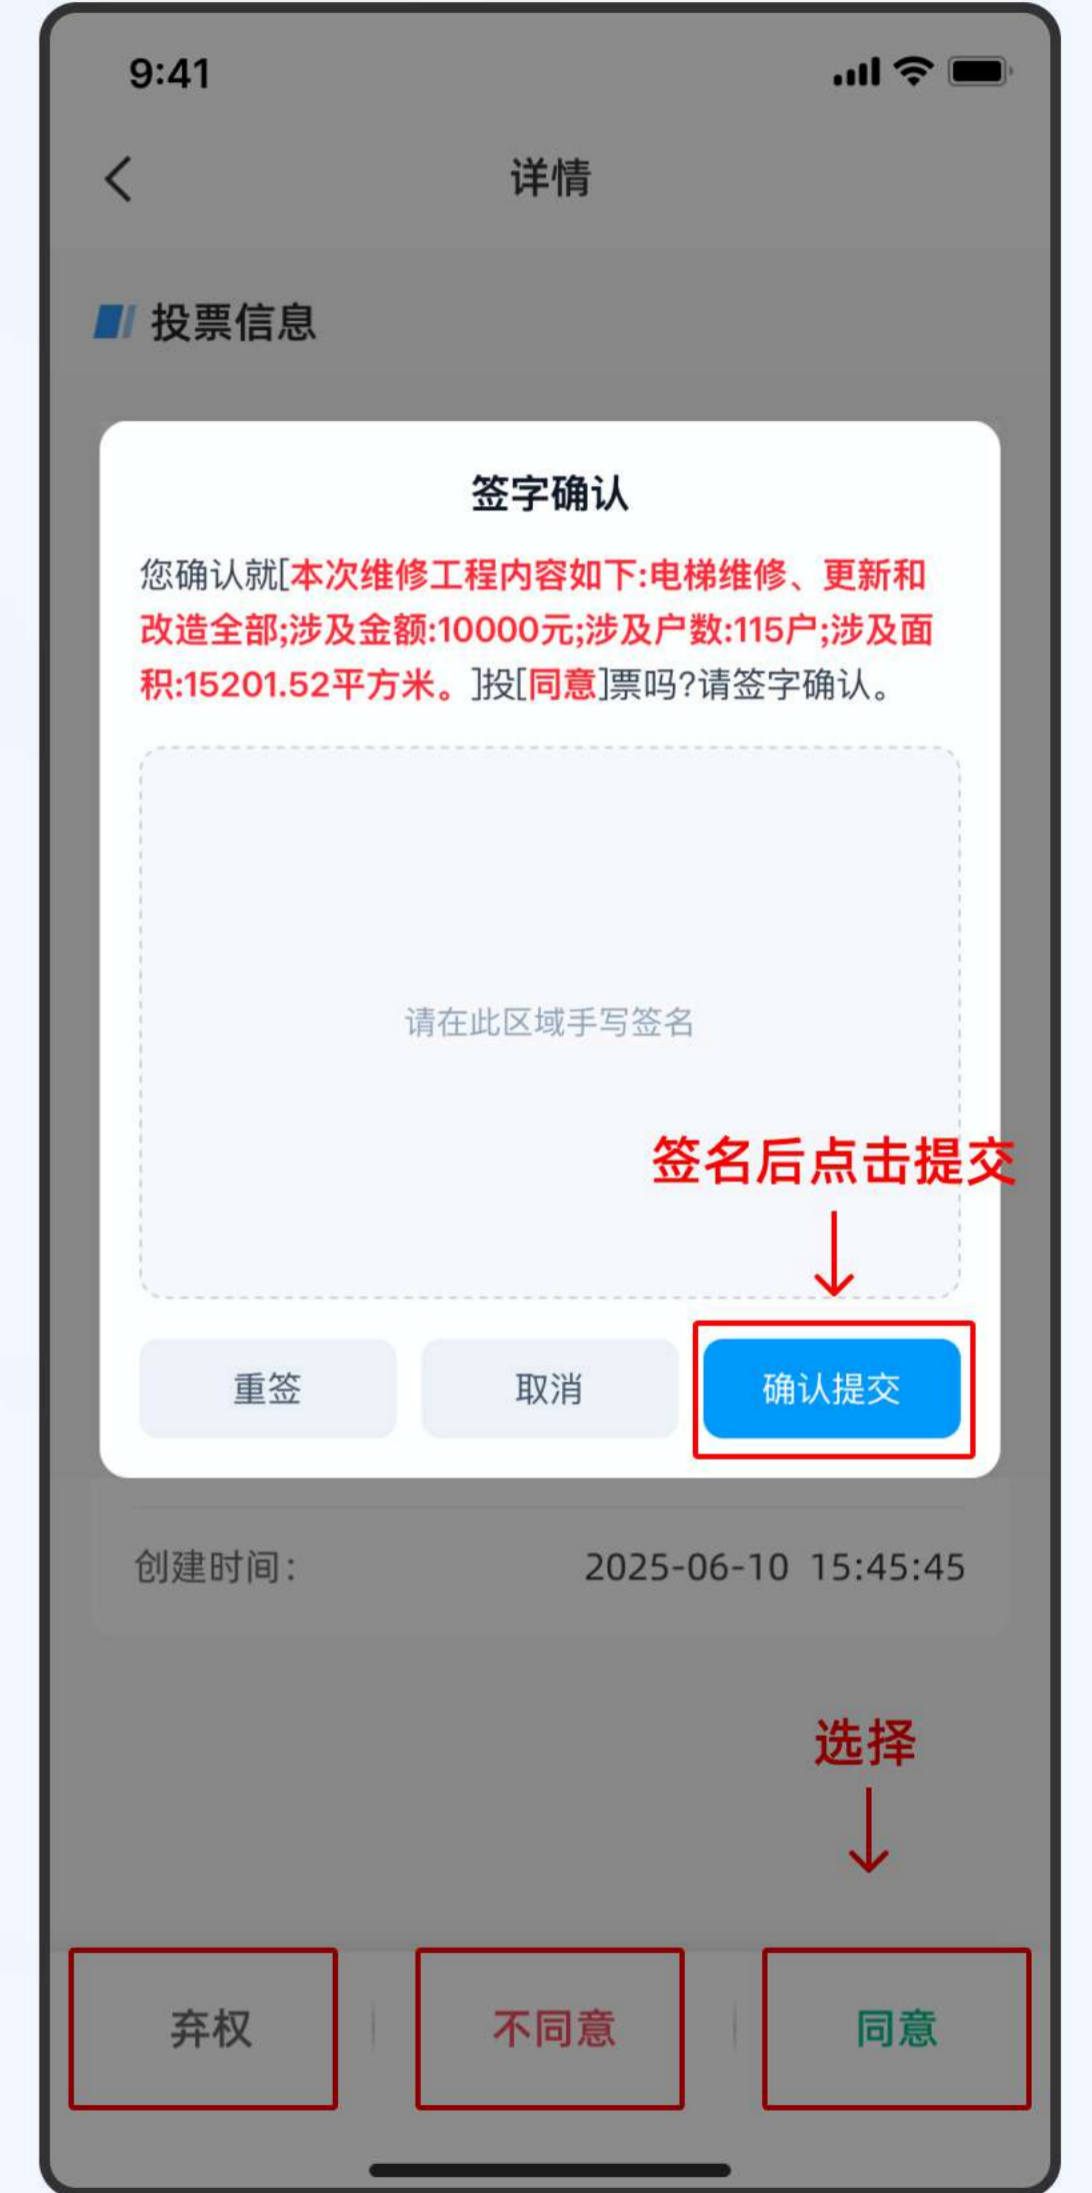 9:41
详情
投票信息
签字确认
您确认就[本次维修工程内容如下:电梯维修、更新和
改造全部;涉及金额:10000元;涉及户数:115户;涉及面
积:15201.52平方米。]投[同意]票吗?请签字确认。
请在此区域手写签名
签名后点击提交
重签 取消 确认提交
创建时间: 2025-06-10 15:45:45
选择
弃权 不同意 同意